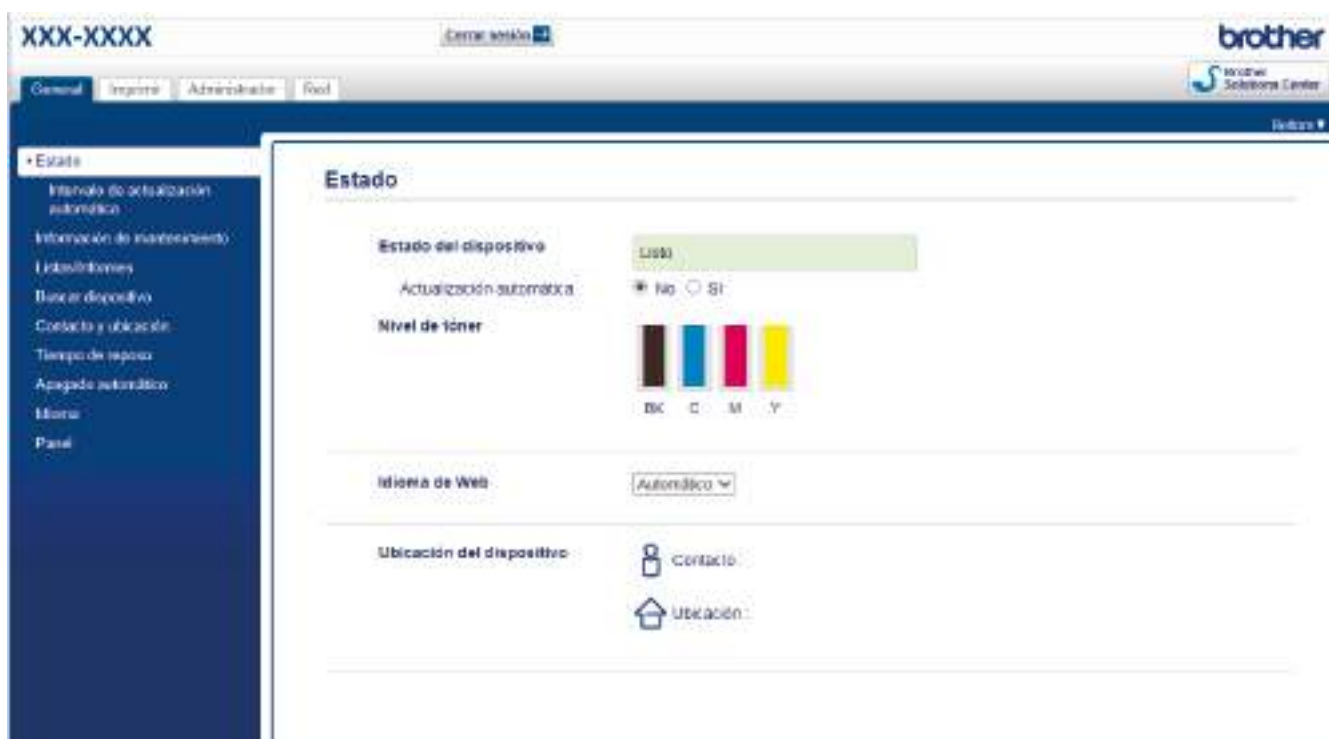 XXX-XXXX
Cerrar sesión
brother
General
Imprimir
Administrador
Red
Brother
Solutions Center
• Estado
Intervalo de actualización
automática
Información de mantenimiento
Listas/Informes
Buscar dispositivo
Contacto y ubicación
Tiempo de reposo
Apagado automático
Idioma
Panel
Estado
Estado del dispositivo
Listo
Actualización automática
No
Sí
Nivel de tóner
BK C M Y
Idioma de Web
Automático
Ubicación del dispositivo
Contacto :
Ubicación :